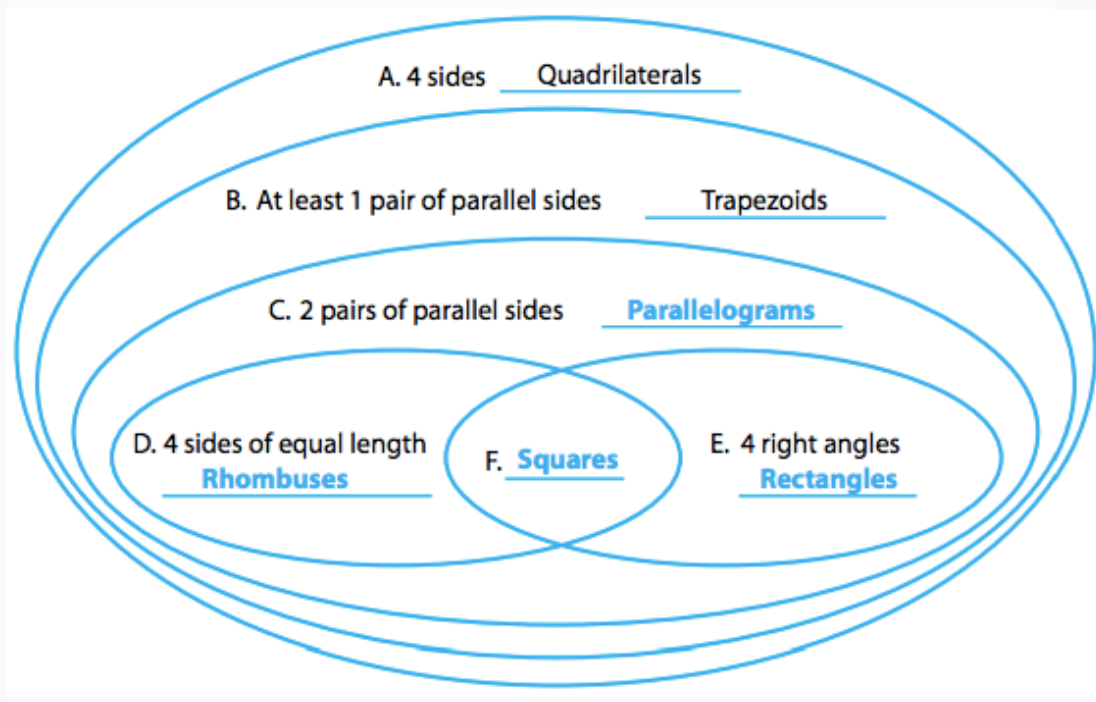 A. 4 sides Quadrilaterals
B. At least 1 pair of parallel sides Trapezoids
C. 2 pairs of parallel sides Parallelograms
D. 4 sides of equal length
Rhombuses
F. Squares
E. 4 right angles
Rectangles